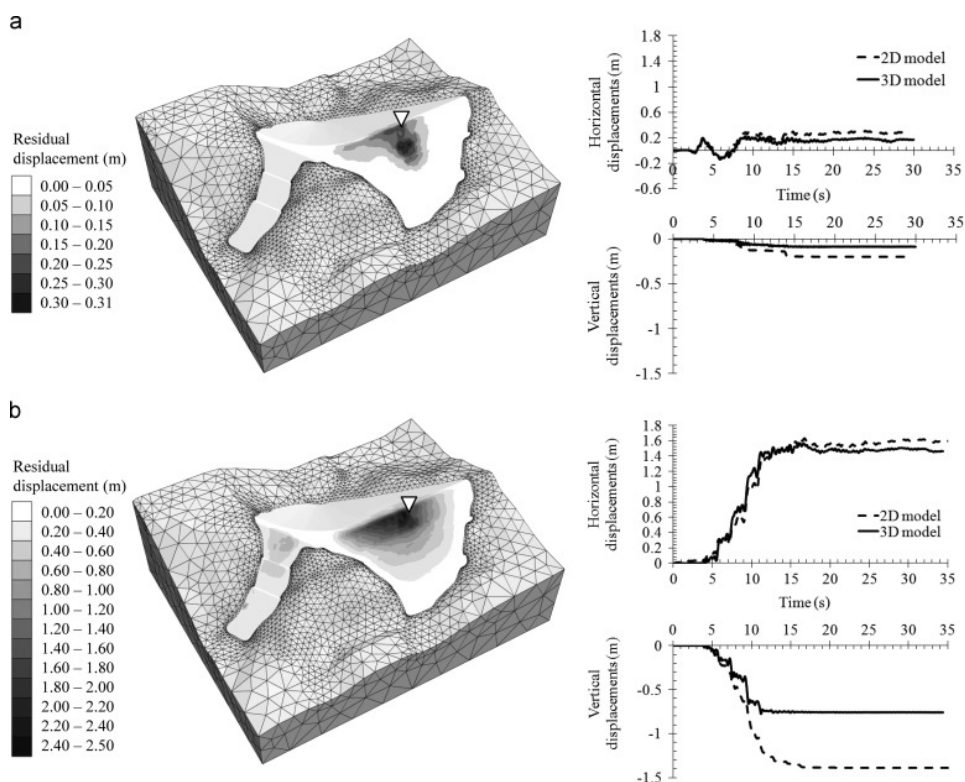 a
Residual
displacement (m)
0.00 – 0.05
0.05 – 0.10
0.10 – 0.15
0.15 – 0.20
0.20 – 0.25
0.25 – 0.30
0.30 – 0.31
Horizontal
displacements (m)
1.8
1.4
1
0.6
0.2
-0.2
-0.6
2D model
3D model
0 5 10 15 20 25 30 35
Time (s)
0 5 10 15 20 25 30 35
Vertical
displacements (m)
0
-0.5
-1
-1.5
b
Residual
displacement (m)
0.00 – 0.20
0.20 – 0.40
0.40 – 0.60
0.60 – 0.80
0.80 – 1.00
1.00 – 1.20
1.20 – 1.40
1.40 – 1.60
1.60 – 1.80
1.80 – 2.00
2.00 – 2.20
2.20 – 2.40
2.40 – 2.50
Horizontal
displacements (m)
1.8
1.6
1.4
1.2
1
0.8
0.6
0.4
0.2
0
2D model
3D model
0 5 10 15 20 25 30 35
Time (s)
0 5 10 15 20 25 30 35
Vertical
displacements (m)
0
-0.5
-1
-1.5